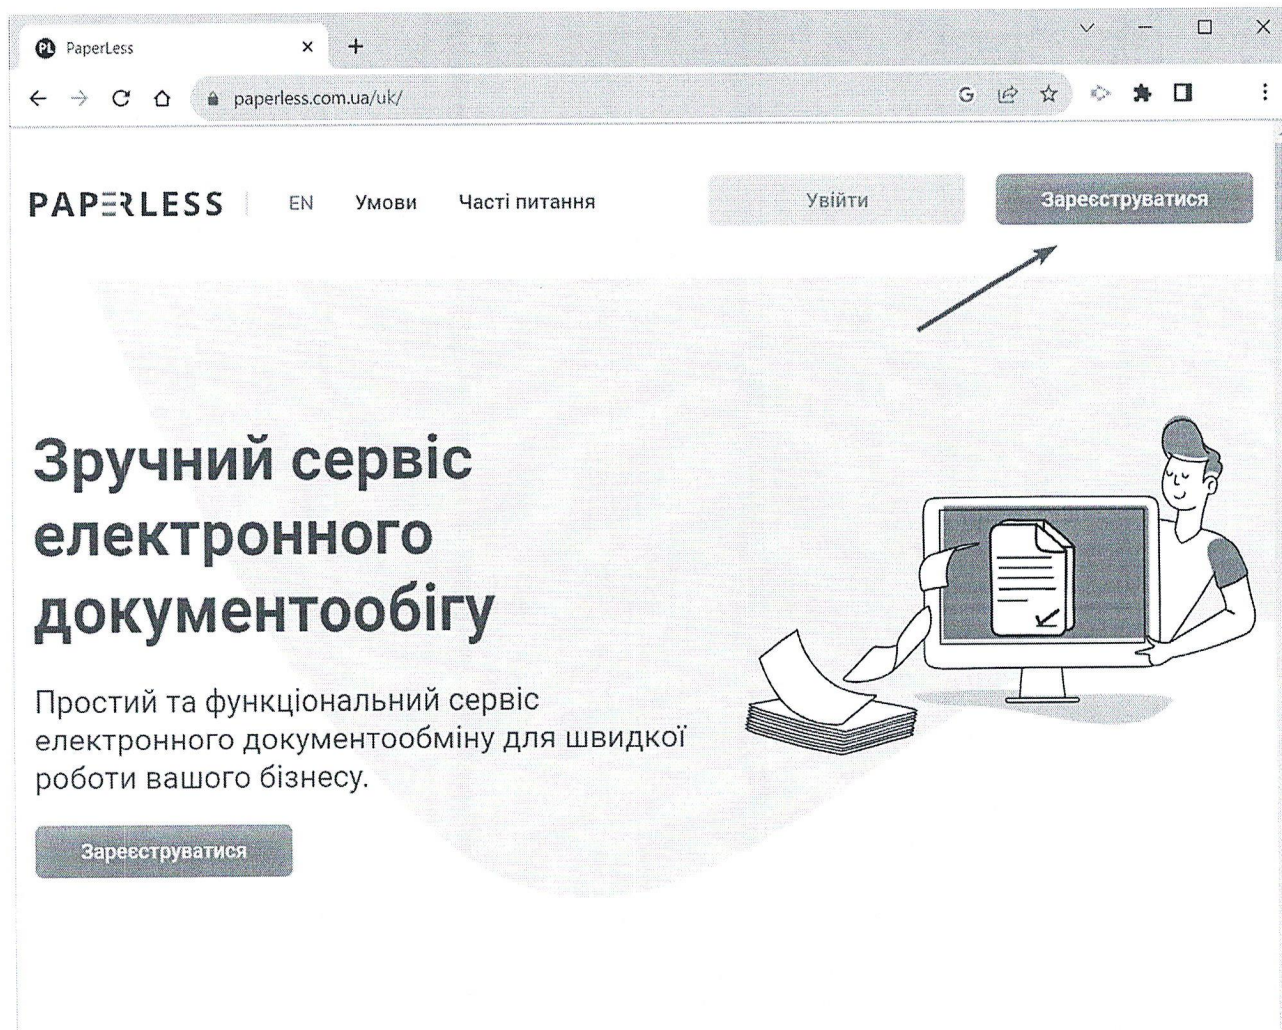 PaperLess
paperless.com.ua/uk/
PAPERLESS EN Умови Часті питання Увійти Зареєструватися
Зручний сервіс
електронного
документообігу
Простий та функціональний сервіс
електронного документообміну для швидкої
роботи вашого бізнесу.
Зареєструватися